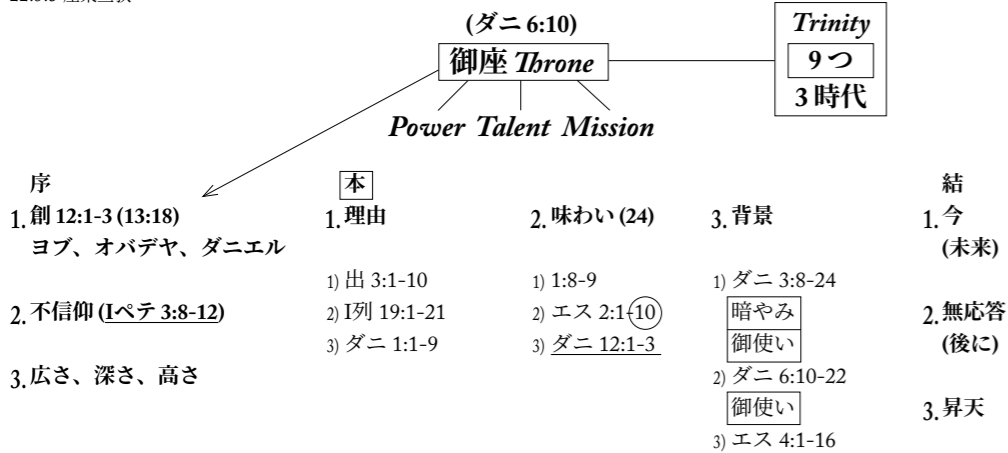 (ダニ 6:10)
御座 Throne
Power Talent Mission
Trinity
9つ
3時代
序
1. 創 12:1-3 (13:18)
ヨブ、オバデヤ、ダニエル
2. 不信仰 (Iペテ 3:8-12)
3. 広さ、深さ、高さ
本
1. 理由
1) 出 3:1-10
2) I列 19:1-21
3) ダニ 1:1-9
2. 味わい (24)
1) 1:8-9
2) エス 2:1-10
3) ダニ 12:1-3
3. 背景
1) ダニ 3:8-24
暗やみ
御使い
2) ダニ 6:10-22
御使い
3) エス 4:1-16
結
1. 今
(未来)
2. 無応答
(後に)
3. 昇天